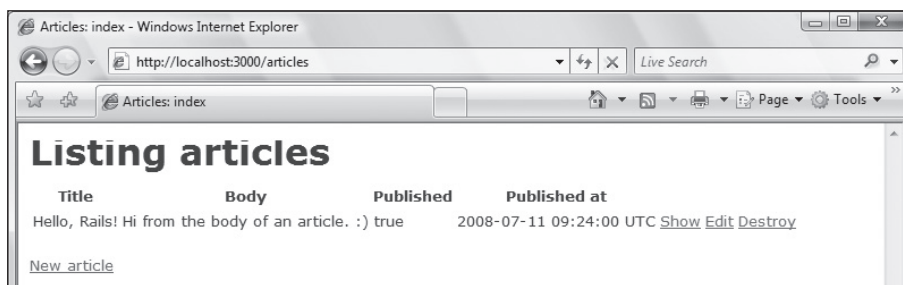 Articles: index - Windows Internet Explorer
http://localhost:3000/articles
Live Search
Articles: index
Page
Tools
Listing articles
Title Body Published Published at
Hello, Rails! Hi from the body of an article. :) true 2008-07-11 09:24:00 UTC Show Edit Destroy
New article